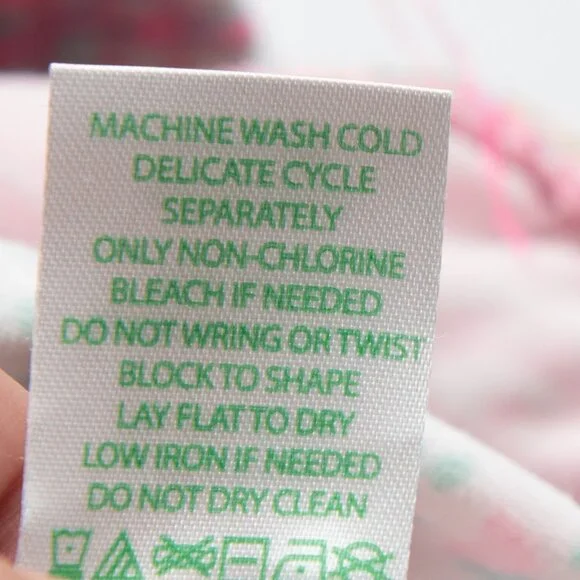 MACHINE WASH COLD
DELICATE CYCLE
SEPARATELY
ONLY NON-CHLORINE
BLEACH IF NEEDED
DO NOT WRING OR TWIST
BLOCK TO SHAPE
LAY FLAT TO DRY
LOW IRON IF NEEDED
DO NOT DRY CLEAN